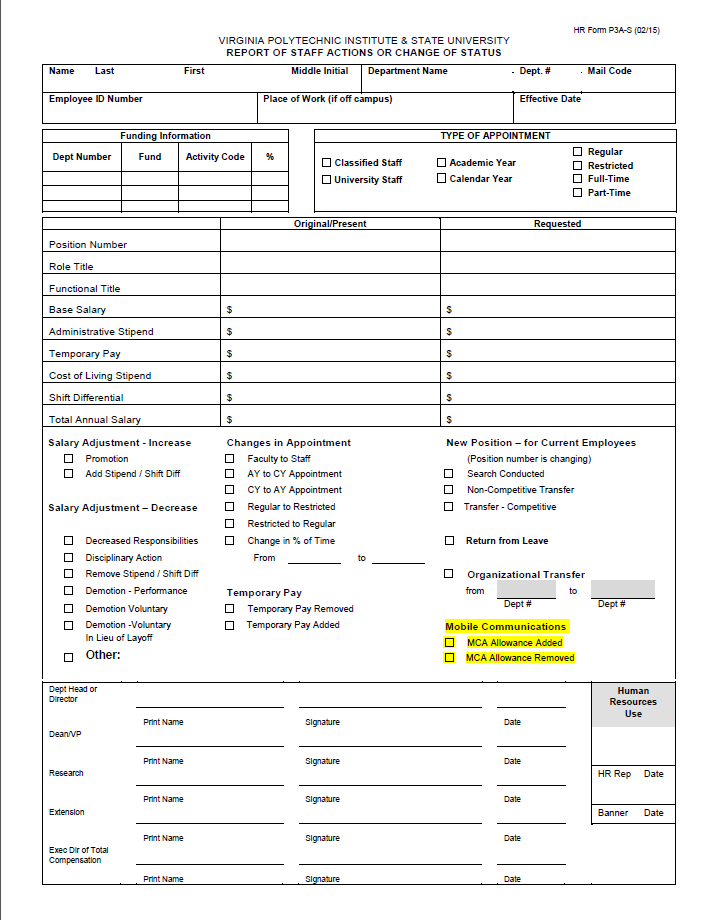 HR Form P3A-S (02/15)
VIRGINIA POLYTECHNIC INSTITUTE & STATE UNIVERSITY
REPORT OF STAFF ACTIONS OR CHANGE OF STATUS
Name Last First Middle Initial Department Name - Dept. # - Mail Code
Employee ID Number Place of Work (if off campus) Effective Date
Funding Information TYPE OF APPOINTMENT
Dept Number Fund Activity Code %
Regular
Classified Staff Academic Year Restricted
University Staff Calendar Year Full-Time
Part-Time
Original/Present Requested
Position Number
Role Title
Functional Title
Base Salary $ $
Administrative Stipend $ $
Temporary Pay $ $
Cost of Living Stipend $ $
Shift Differential $ $
Total Annual Salary $ $
Salary Adjustment - Increase
Promotion
Add Stipend / Shift Diff
Salary Adjustment – Decrease
Decreased Responsibilities
Disciplinary Action
Remove Stipend / Shift Diff
Demotion - Performance
Demotion Voluntary
Demotion -Voluntary
In Lieu of Layoff
Other:
Changes in Appointment
Faculty to Staff
AY to CY Appointment
CY to AY Appointment
Regular to Restricted
Restricted to Regular
Change in % of Time
From to
Temporary Pay
Temporary Pay Removed
Temporary Pay Added
New Position – for Current Employees
(Position number is changing)
Search Conducted
Non-Competitive Transfer
Transfer - Competitive
Return from Leave
Organizational Transfer
from to
Dept # Dept #
Mobile Communications
MCA Allowance Added
MCA Allowance Removed
Dept Head or
Director
Print Name Signature Date
Dean/VP
Print Name Signature Date
Research
Print Name Signature Date
Extension
Print Name Signature Date
Exec Dir of Total
Compensation
Print Name Signature Date
Human
Resources
Use
HR Rep Date
Banner Date